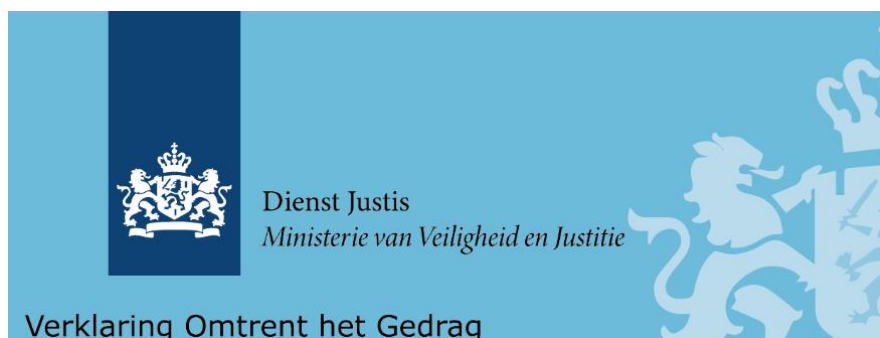 Dienst Justis
Ministerie van Veiligheid en Justitie
Verklaring Omtrent het Gedrag